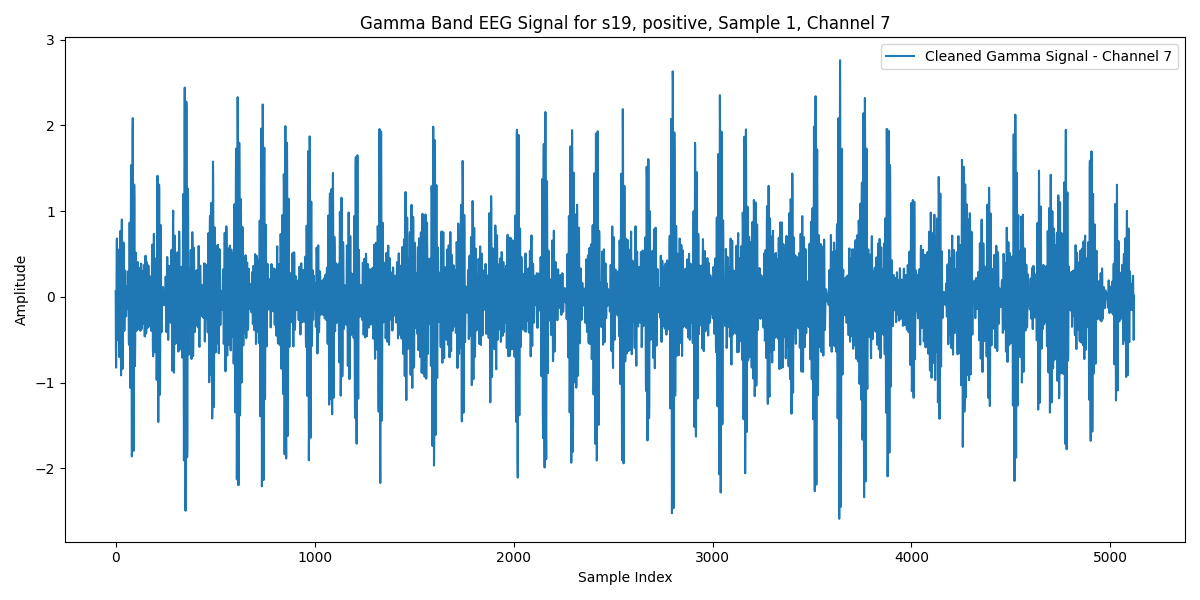 Gamma Band EEG Signal for s19, positive, Sample 1, Channel 7
Cleaned Gamma Signal - Channel 7
Amplitude
3
2
1
0
−1
−2
0 1000 2000 3000 4000 5000
Sample Index